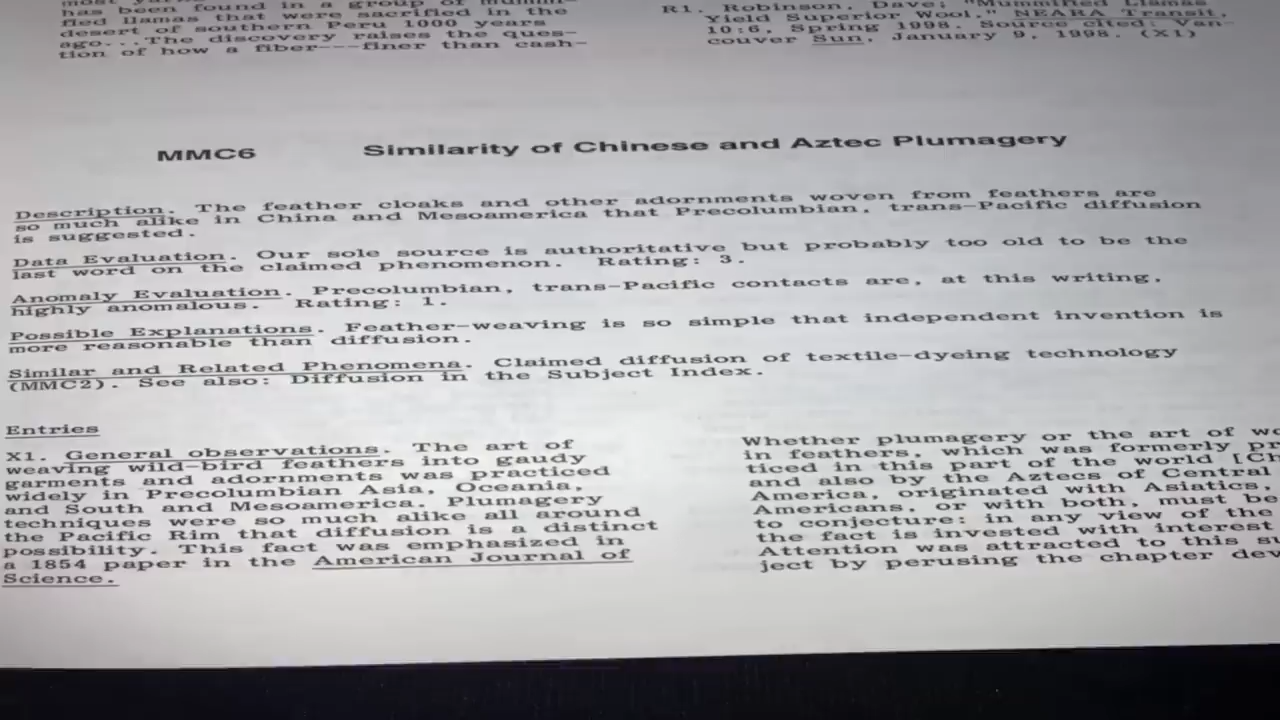 has been found in a group of mummi-
fied llamas that were sacrificed in the
desert of southern Peru 1000 years
ago...The discovery raises the ques-
tion of how a fiber---finer than cash-
R1. Robinson, Dave; "Mummified Llamas
Yield Superior Wool," NEARA Transit,
10:6, Spring 1998. Source cited: Van-
couver Sun, January 9, 1998. (X1)
MMC6 Similarity of Chinese and Aztec Plumagery
Description. The feather cloaks and other adornments woven from feathers are
so much alike in China and Mesoamerica that Precolumbian, trans-Pacific diffusion
is suggested.
Data Evaluation. Our sole source is authoritative but probably too old to be the
last word on the claimed phenomenon. Rating: 3.
Anomaly Evaluation. Precolumbian, trans-Pacific contacts are, at this writing,
highly anomalous. Rating: 1.
Possible Explanations. Feather-weaving is so simple that independent invention is
more reasonable than diffusion.
Similar and Related Phenomena. Claimed diffusion of textile-dyeing technology
(MMC2). See also: Diffusion in the Subject Index.
Entries
X1. General observations. The art of
weaving wild-bird feathers into gaudy
garments and adornments was practiced
widely in Precolumbian Asia, Oceania,
and South and Mesoamerica. Plumagery
techniques were so much alike all around
the Pacific Rim that diffusion is a distinct
possibility. This fact was emphasized in
a 1854 paper in the American Journal of
Science.
Whether plumagery or the art of wo
in feathers, which was formerly pr
ticed in this part of the world [Ch
and also by the Aztecs of Central
America, originated with Asiatics,
Americans, or with both, must be
to conjecture: in any view of the
the fact is invested with interest
Attention was attracted to this su
ject by perusing the chapter dev